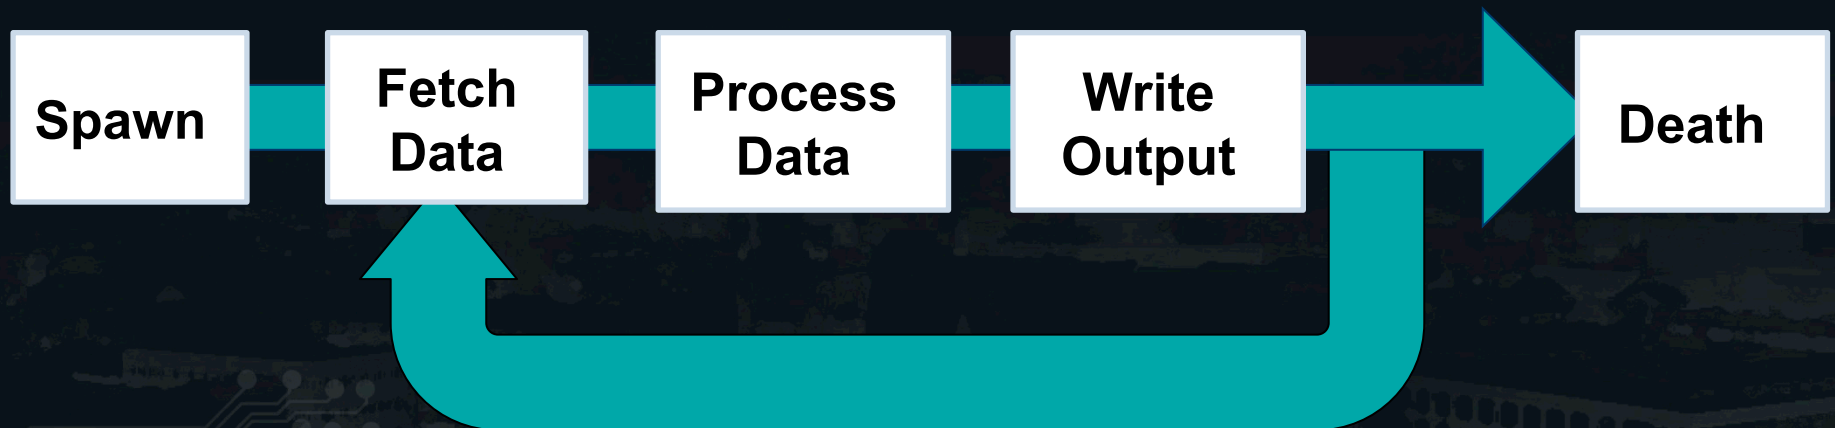 Spawn
Fetch
Data
Process
Data
Write
Output
Death